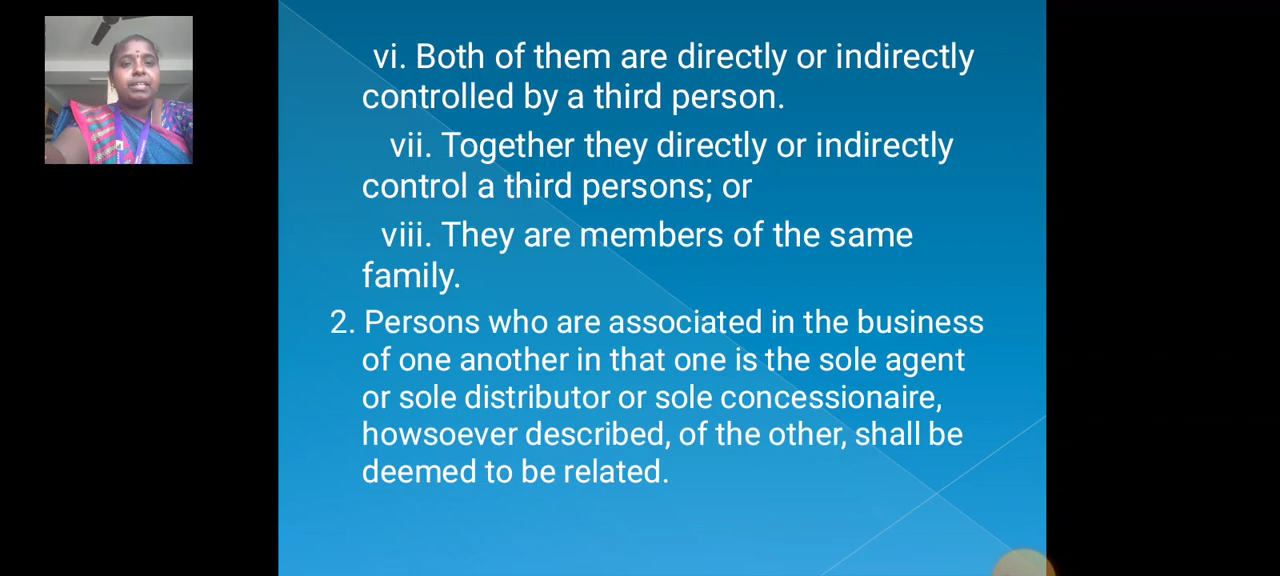 vi. Both of them are directly or indirectly
controlled by a third person.
vii. Together they directly or indirectly
control a third persons; or
viii. They are members of the same
family.
2. Persons who are associated in the business
of one another in that one is the sole agent
or sole distributor or sole concessionaire,
howsoever described, of the other, shall be
deemed to be related.